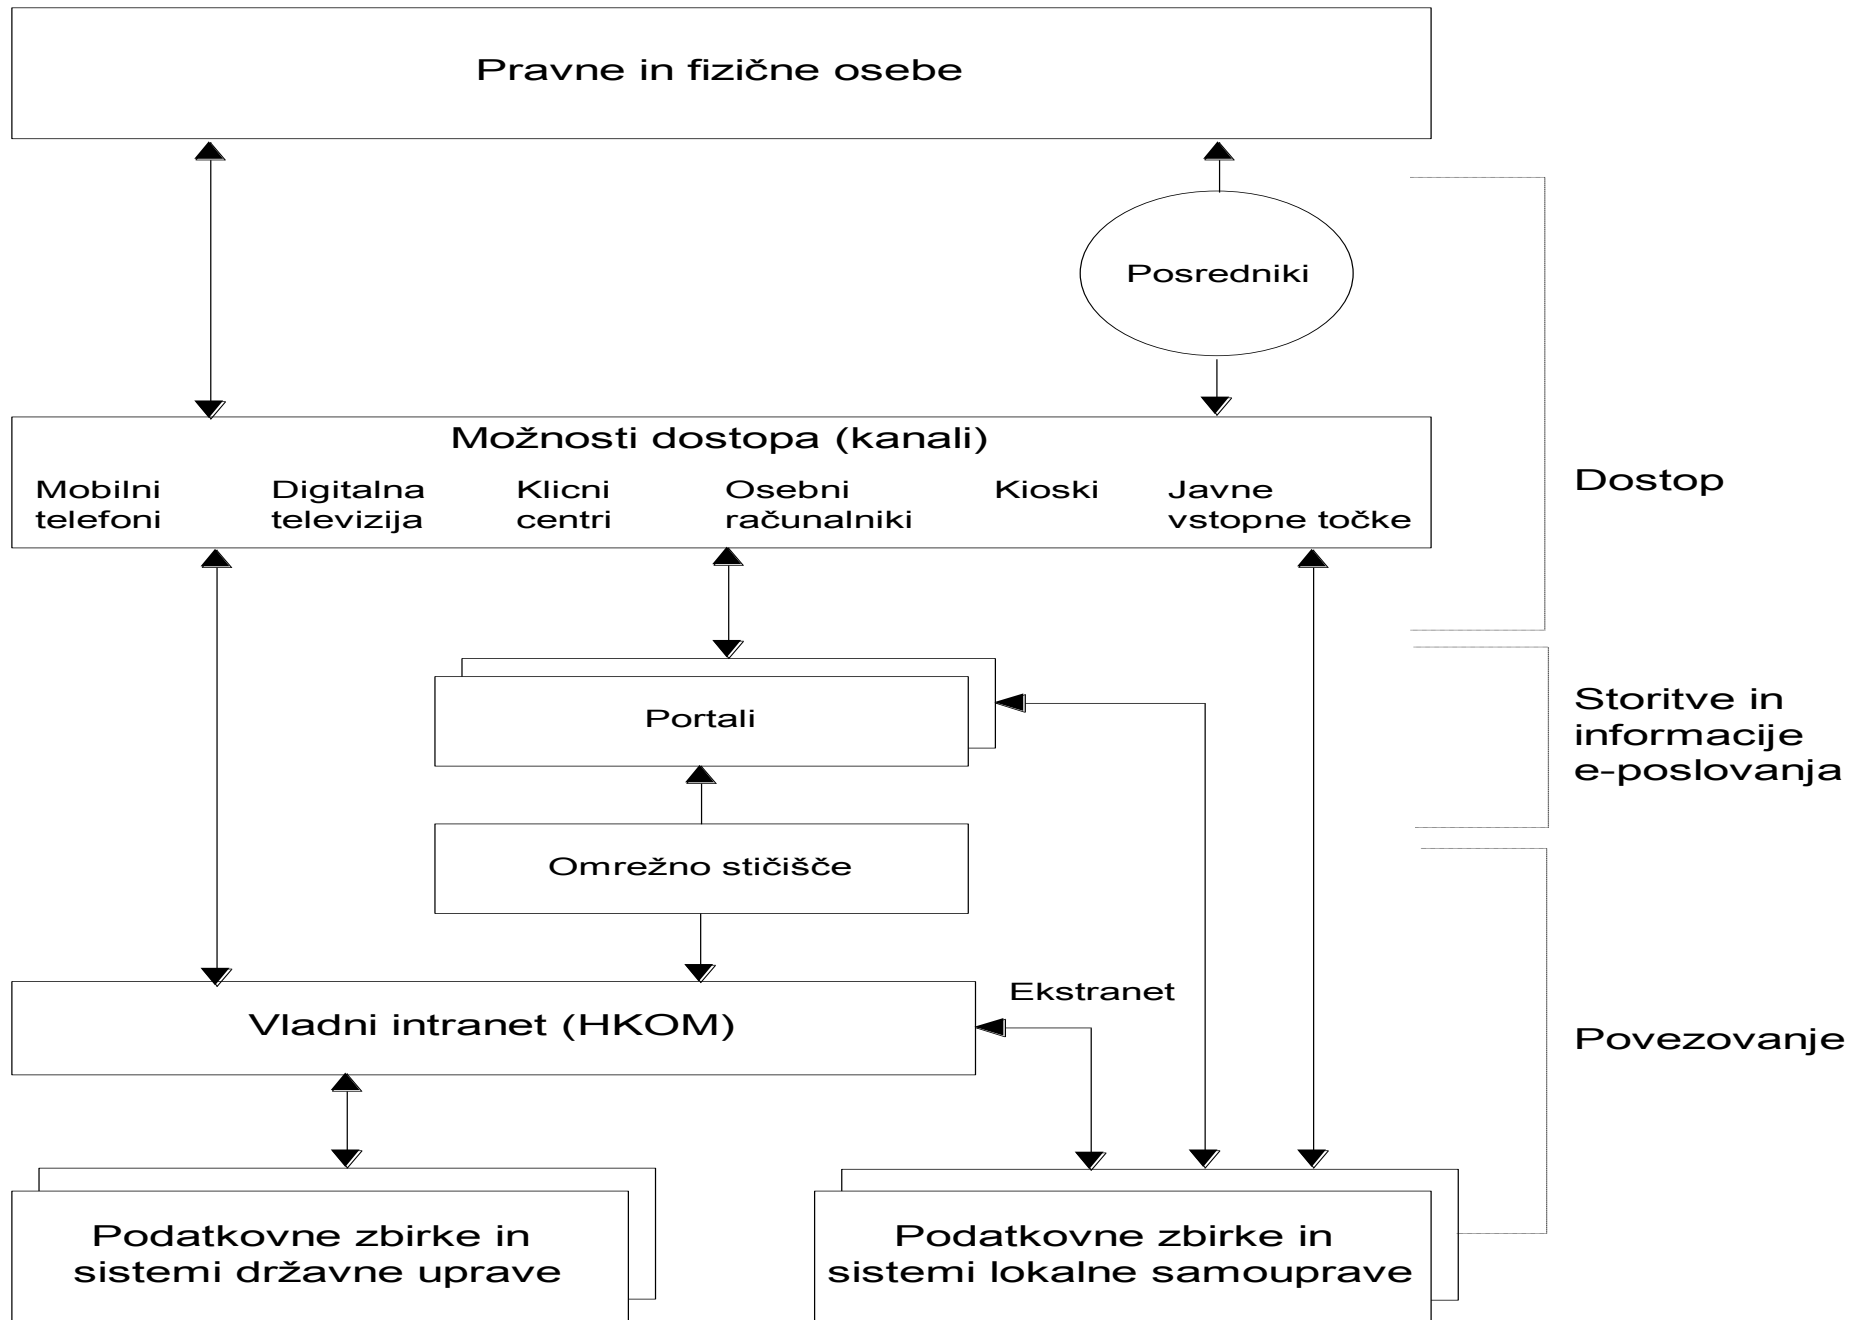 Pravne in fizične osebe
Posredniki
Možnosti dostopa (kanali)
Mobilni
telefoni
Digitalna
televizija
Klicni
centri
Osebni
računalniki
Kioski
Javne
vstopne točke
Dostop
Portali
Storitve in
informacije
e-poslovanja
Omrežno stičišče
Ekstranet
Vladni intranet (HKOM)
Povezovanje
Podatkovne zbirke in
sistemi državne uprave
Podatkovne zbirke in
sistemi lokalne samouprave